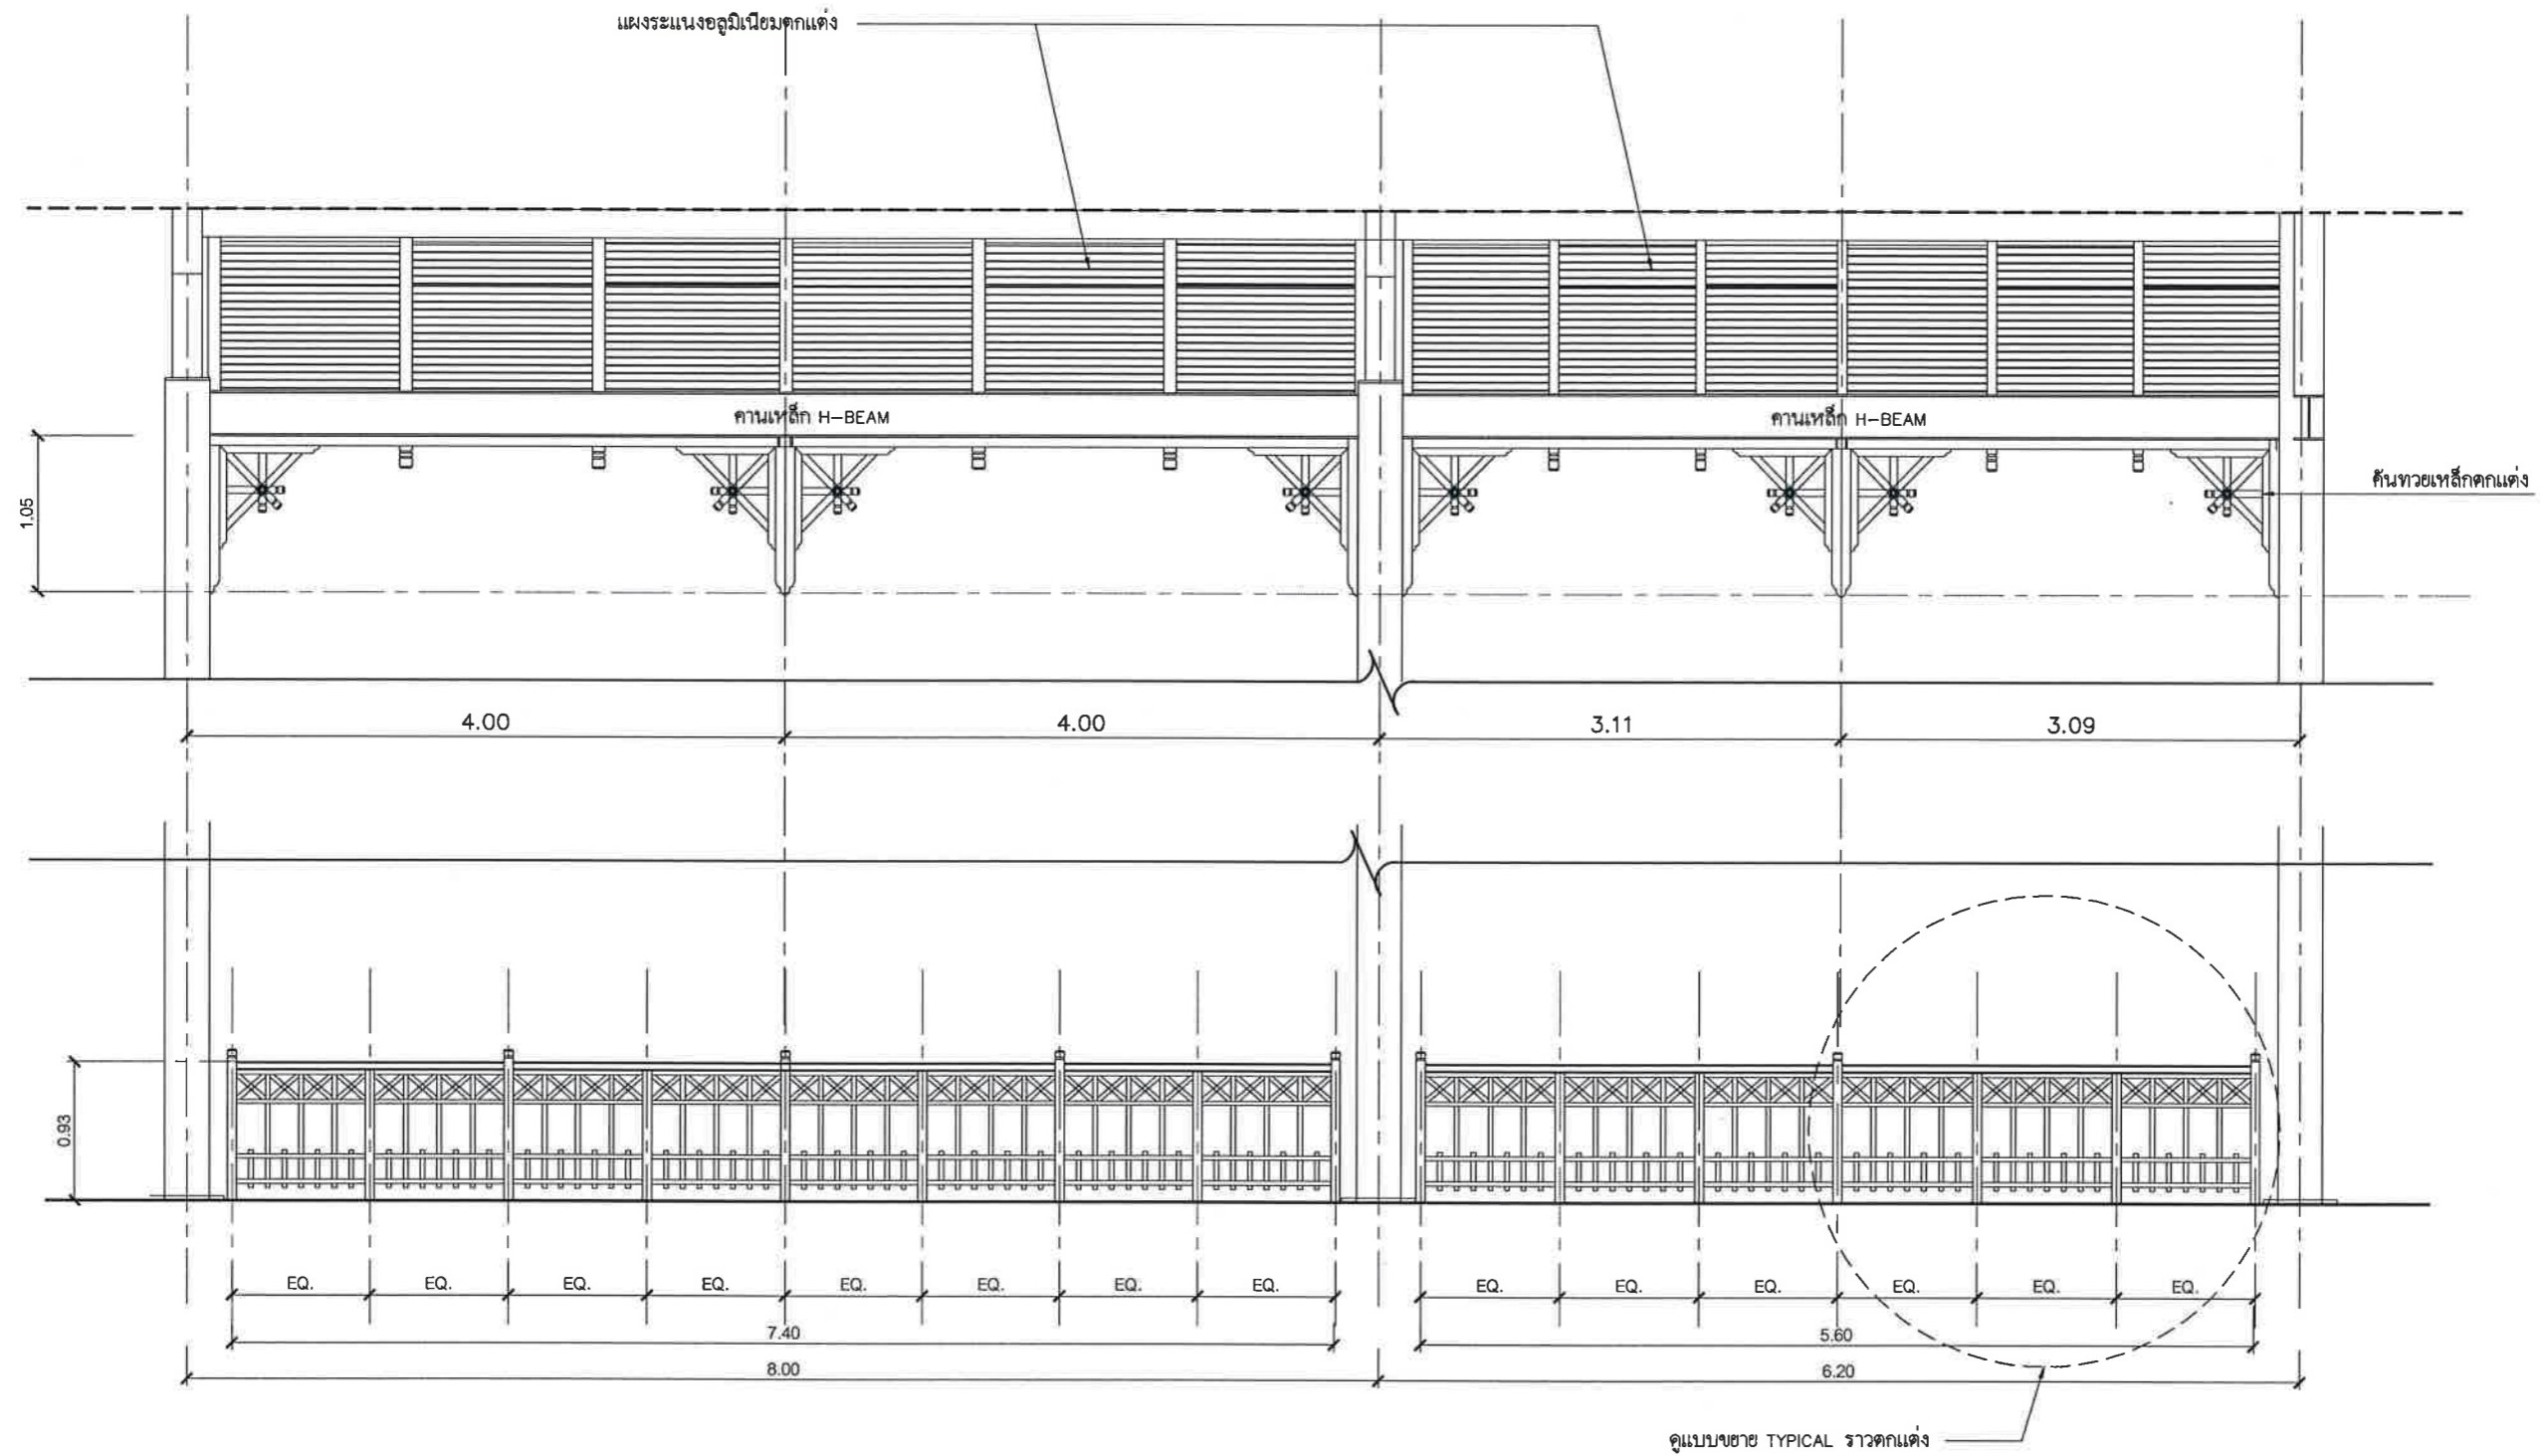 แผงระแนงอลูมิเนียมตกแต่ง
คานเหล็ก H-BEAM
คานเหล็ก H-BEAM
1.05
ค้ำทวยเหล็กตกแต่ง
4.00
4.00
3.11
3.09
0.93
EQ.
EQ.
EQ.
EQ.
EQ.
EQ.
EQ.
EQ.
EQ.
EQ.
EQ.
EQ.
EQ.
EQ.
7.40
5.60
8.00
6.20
ดูแบบขยาย TYPICAL ราวตกแต่ง